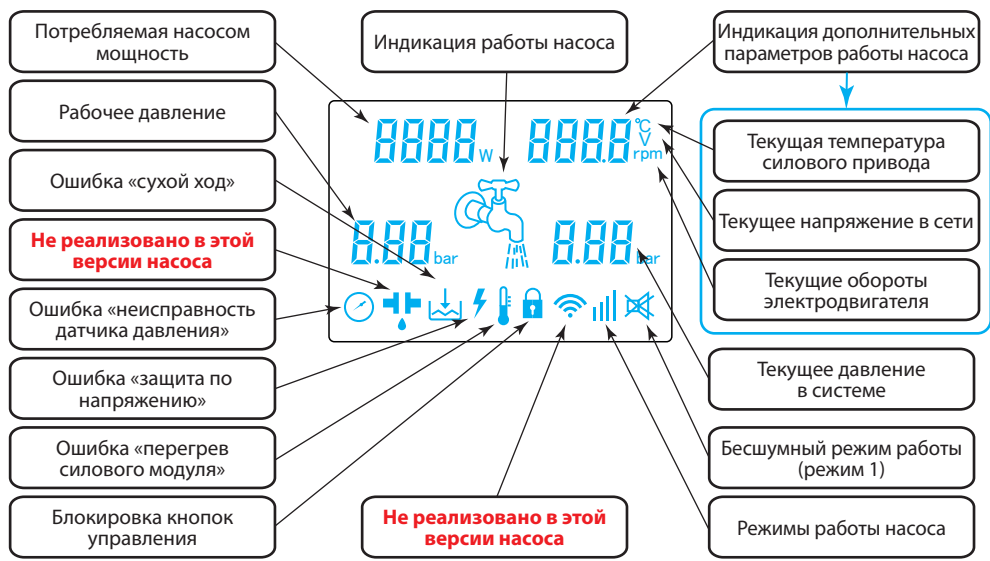 Потребляемая насосом
мощность
Рабочее давление
Ошибка «сухой ход»
Не реализовано в этой
версии насоса
Ошибка «неисправность
датчика давления»
Ошибка «защита по
напряжению»
Ошибка «перегрев
силового модуля»
Блокировка кнопок
управления
Индикация работы насоса
8888 W
888.8 °C
V
rpm
8.88 bar
8.88 bar
Не реализовано в этой
версии насоса
Индикация дополнительных
параметров работы насоса
Текущая температура
силового привода
Текущее напряжение в сети
Текущие обороты
электродвигателя
Текущее давление
в системе
Бесшумный режим работы
(режим 1)
Режимы работы насоса